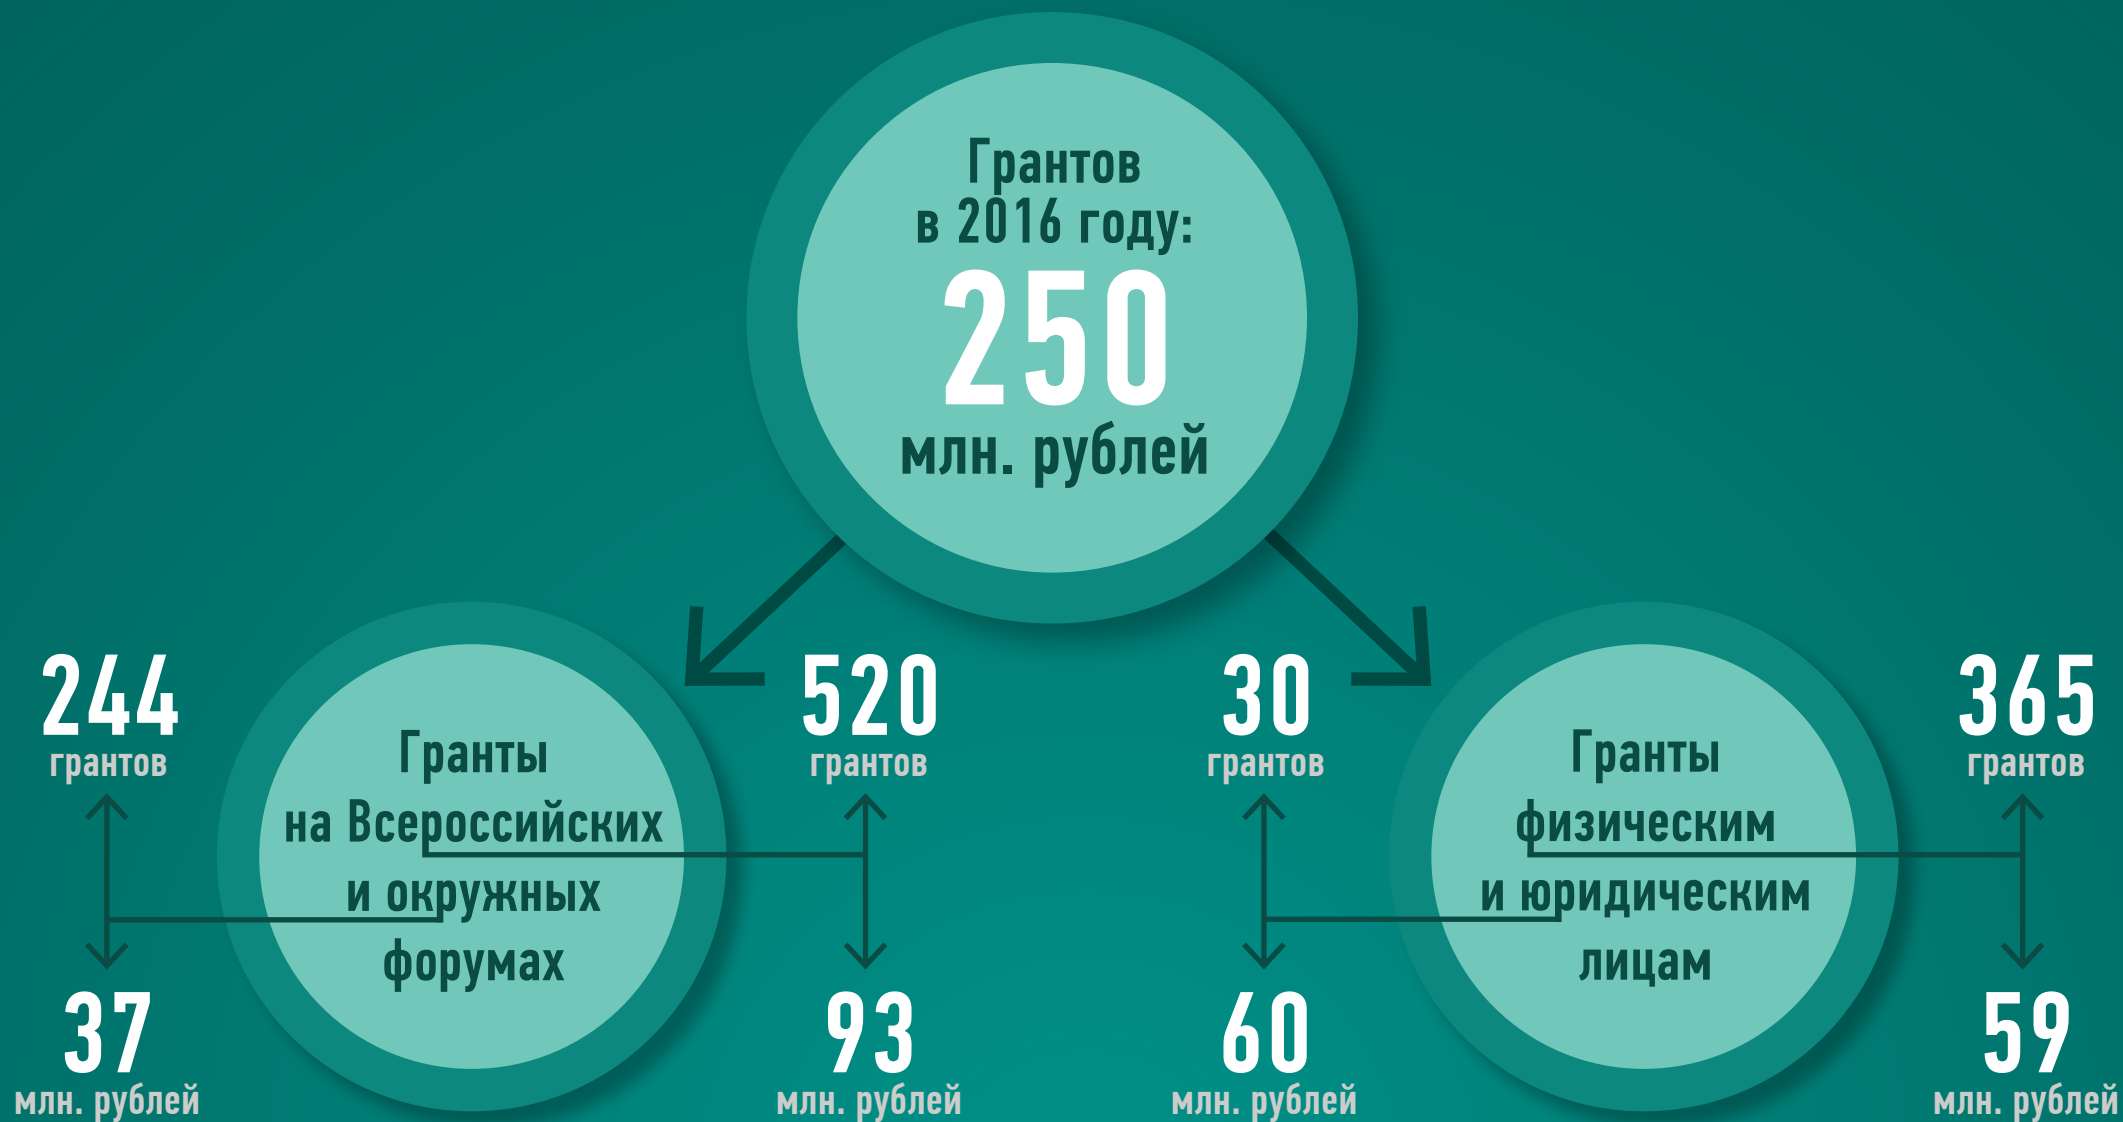 Грантов
в 2016 году:
250
млн. рублей
244
грантов
37
млн. рублей
Гранты
на Всероссийских
и окружных
форумах
520
грантов
93
млн. рублей
30
грантов
60
млн. рублей
Гранты
физическим
и юридическим
лицам
365
грантов
59
млн. рублей